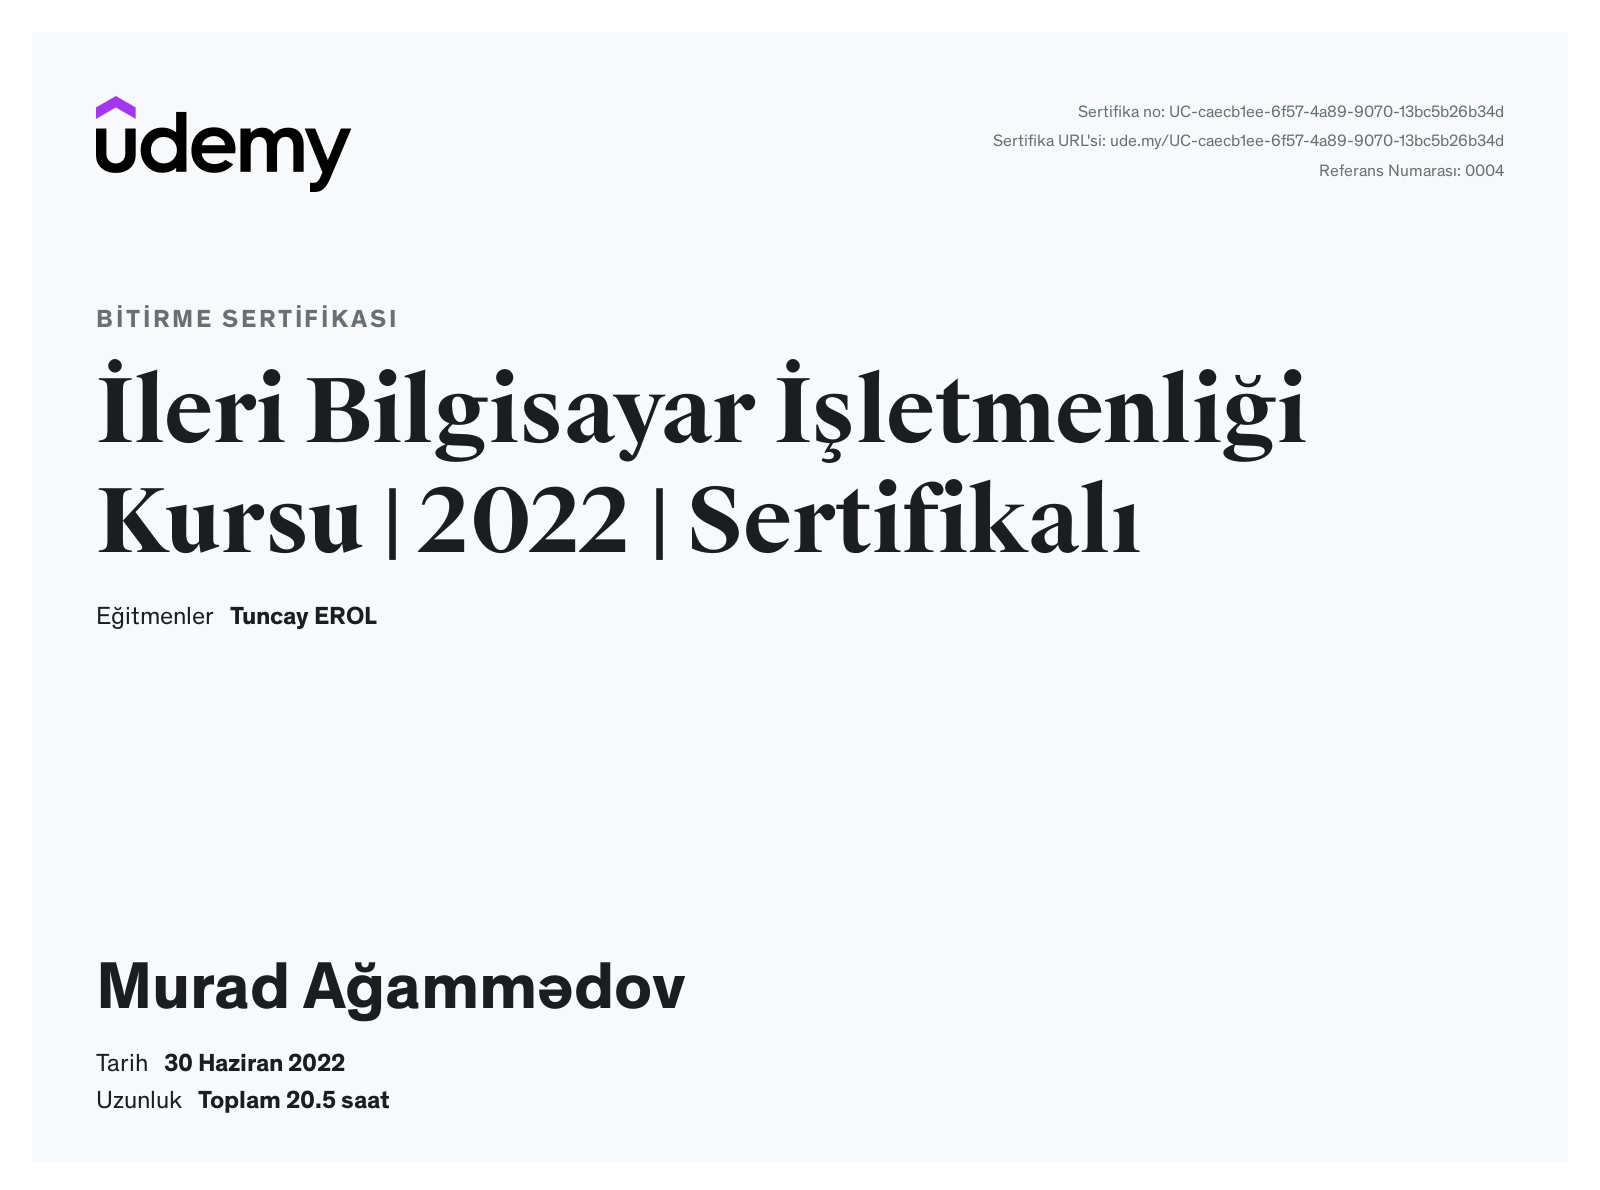 udemy
Sertifika no: UC-caecb1ee-6f57-4a89-9070-13bc5b26b34d
Sertifika URL'si: ude.my/UC-caecb1ee-6f57-4a89-9070-13bc5b26b34d
Referans Numarası: 0004
BİTİRME SERTİFİKASI
İleri Bilgisayar İşletmenliği
Kursu | 2022 | Sertifikalı
Eğitmenler Tuncay EROL
Murad Ağammədov
Tarih 30 Haziran 2022
Uzunluk Toplam 20.5 saat